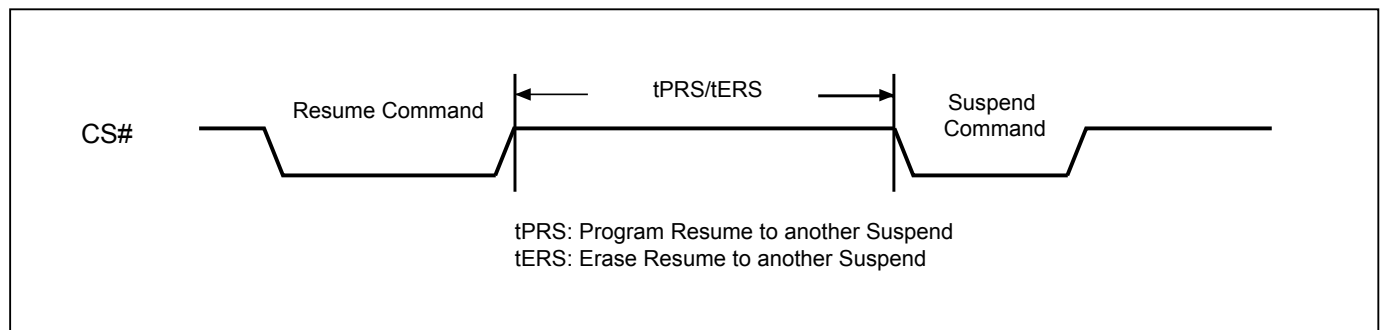 tPRS/tERS
Resume Command
Suspend
Command
CS#
tPRS: Program Resume to another Suspend
tERS: Erase Resume to another Suspend